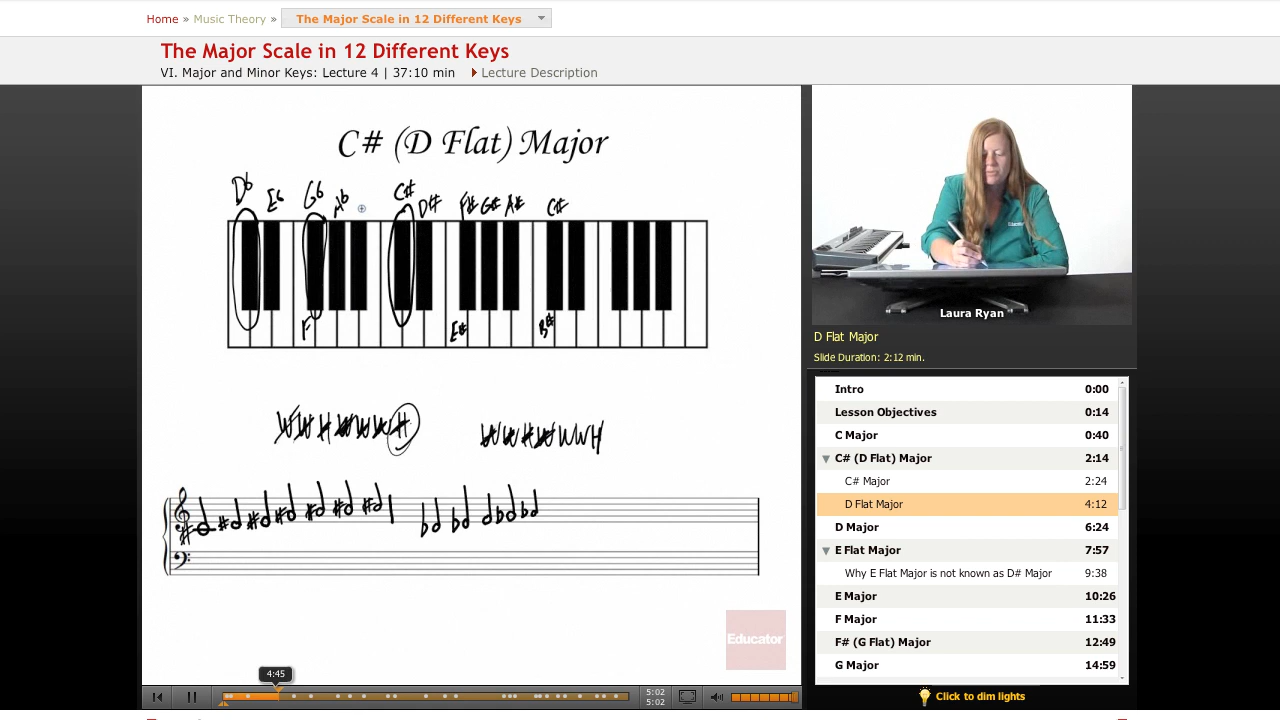 Home » Music Theory » The Major Scale in 12 Different Keys
The Major Scale in 12 Different Keys
VI. Major and Minor Keys: Lecture 4 | 37:10 min Lecture Description
C# (D Flat) Major
Db Eb Gb Ab C# D# F# G# A# C#
F E# B#
W W H W W W H W W H W W W H
Educator
Laura Ryan
D Flat Major
Slide Duration: 2:12 min.
Intro 0:00
Lesson Objectives 0:14
C Major 0:40
C# (D Flat) Major 2:14
C# Major 2:24
D Flat Major 4:12
D Major 6:24
E Flat Major 7:57
Why E Flat Major is not known as D# Major 9:38
E Major 10:26
F Major 11:33
F# (G Flat) Major 12:49
G Major 14:59
4:45
5:02
5:02
Click to dim lights